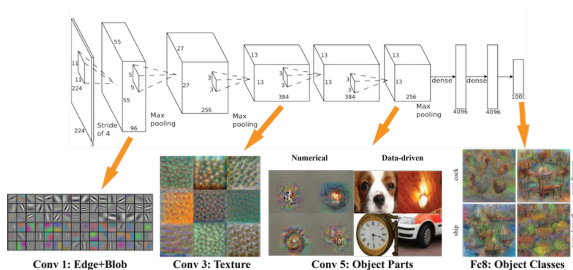 55
27
13
13
13
11
5
3
3
3
11
5
3
3
3
224
55
27
13
13
13
dense
dense
384
384
256
1000
256
Max
pooling
4096
4096
Max
pooling
Max
pooling
Stride
of 4
96
224
Numerical
Data-driven
cock
ship
Conv 1: Edge+Blob
Conv 3: Texture
Conv 5: Object Parts
Fc8: Object Classes